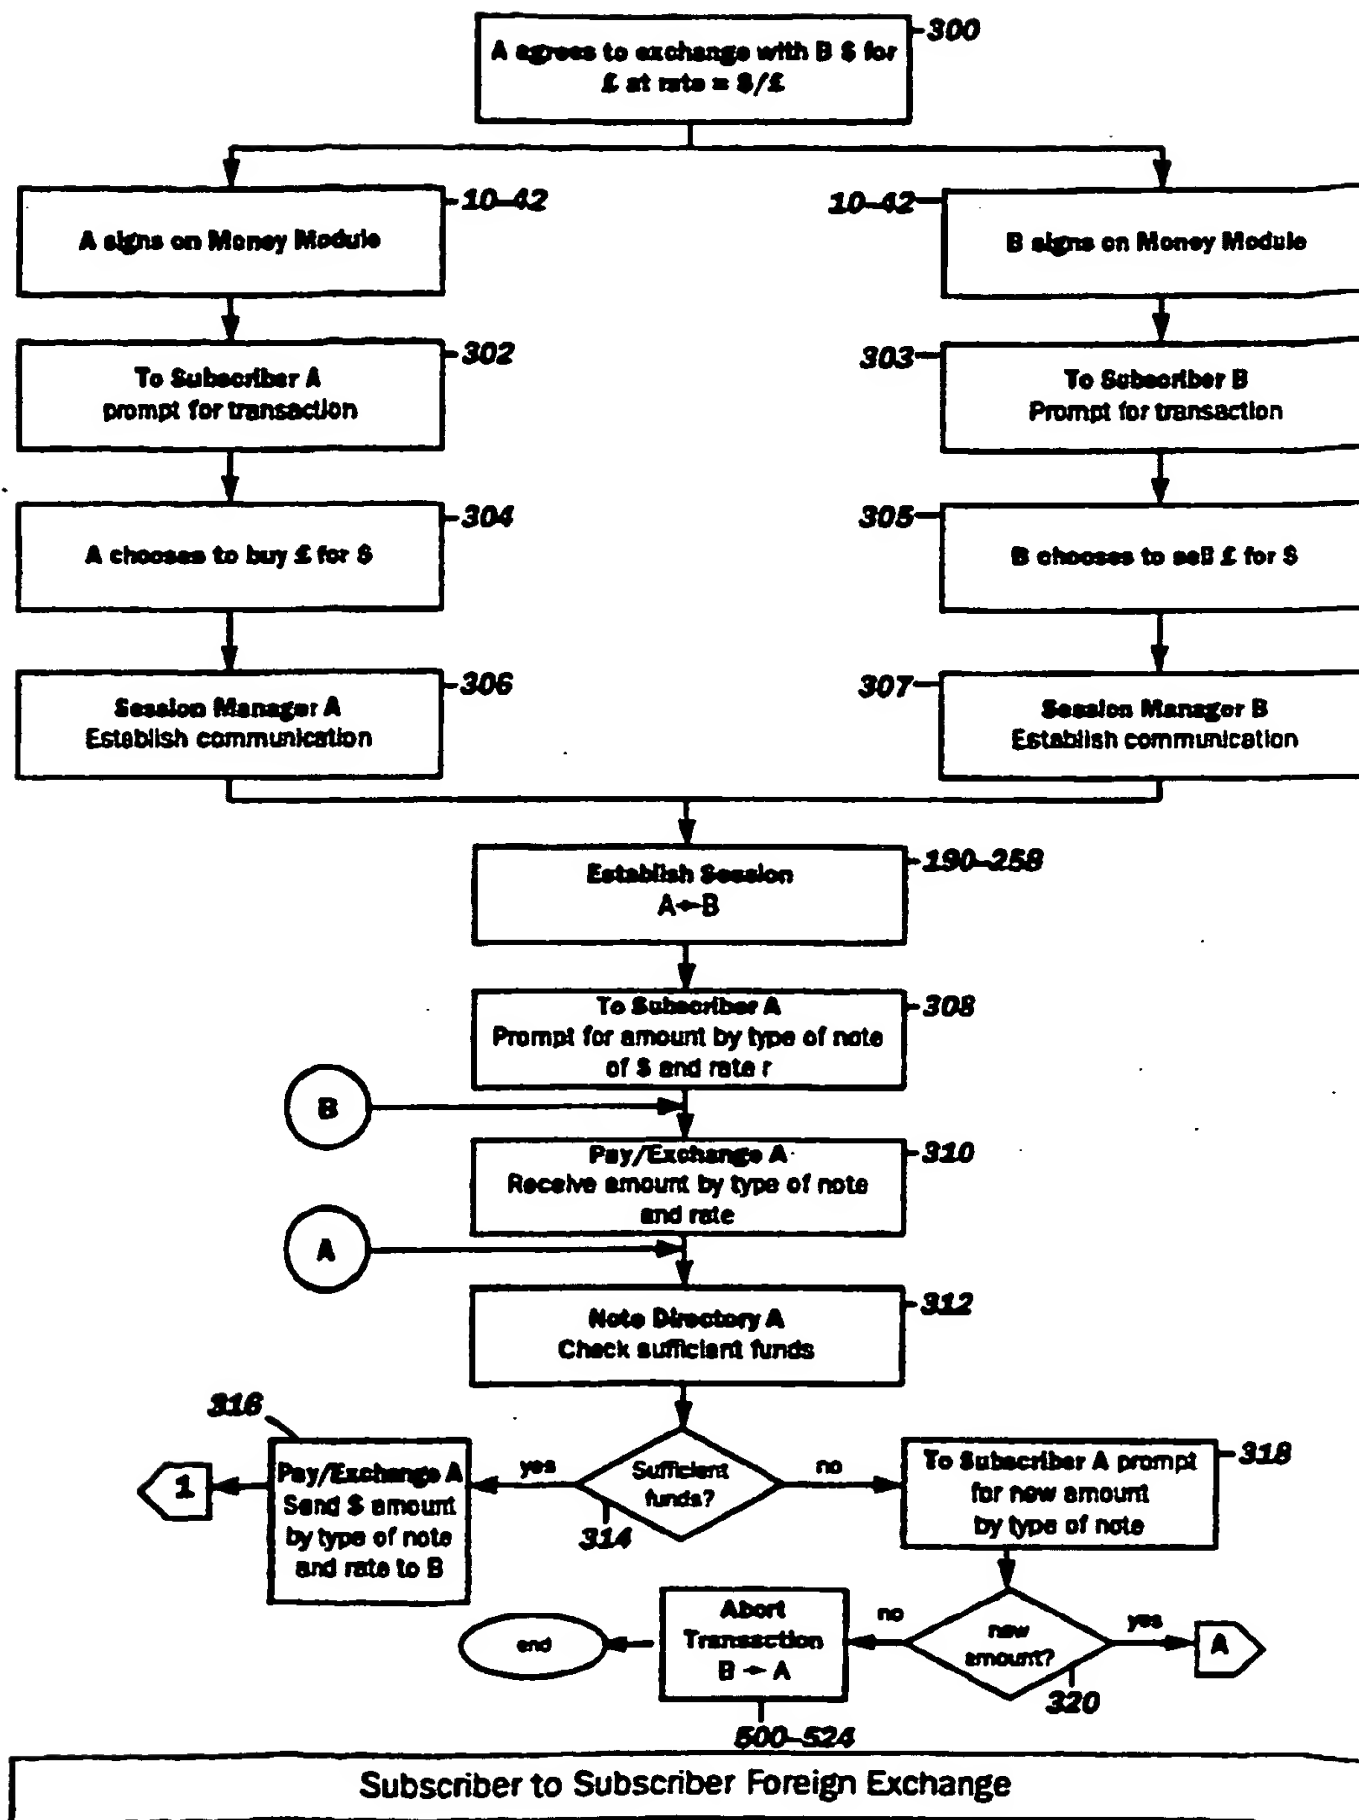 300
A agrees to exchange with B $ for
£ at rate = $/£
10-42
A signs on Money Module
10-42
B signs on Money Module
302
To Subscriber A
prompt for transaction
303
To Subscriber B
Prompt for transaction
304
A chooses to buy £ for $
305
B chooses to sell £ for $
306
Session Manager A
Establish communication
307
Session Manager B
Establish communication
190-258
Establish Session
A↔B
308
To Subscriber A
Prompt for amount by type of note
of $ and rate r
B
310
Pay/Exchange A
Receive amount by type of note
and rate
A
312
Note Directory A
Check sufficient funds
316
1
Pay/Exchange A
Send $ amount
by type of note
and rate to B
yes
Sufficient
funds?
314
no
318
To Subscriber A prompt
for new amount
by type of note
end
Abort
Transaction
B → A
500-524
no
new
amount?
320
yes
A
Subscriber to Subscriber Foreign Exchange